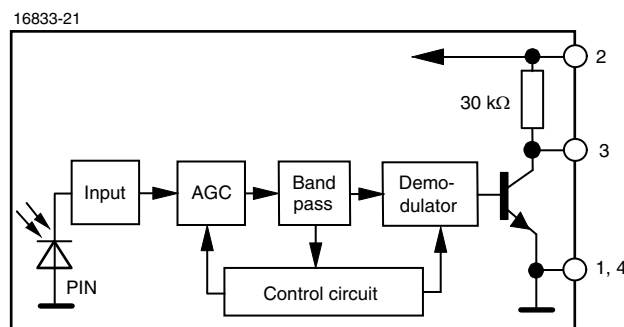 16833-21
2
30 kΩ
3
Input
AGC
Band
pass
Demo-
dulator
PIN
Control circuit
1, 4